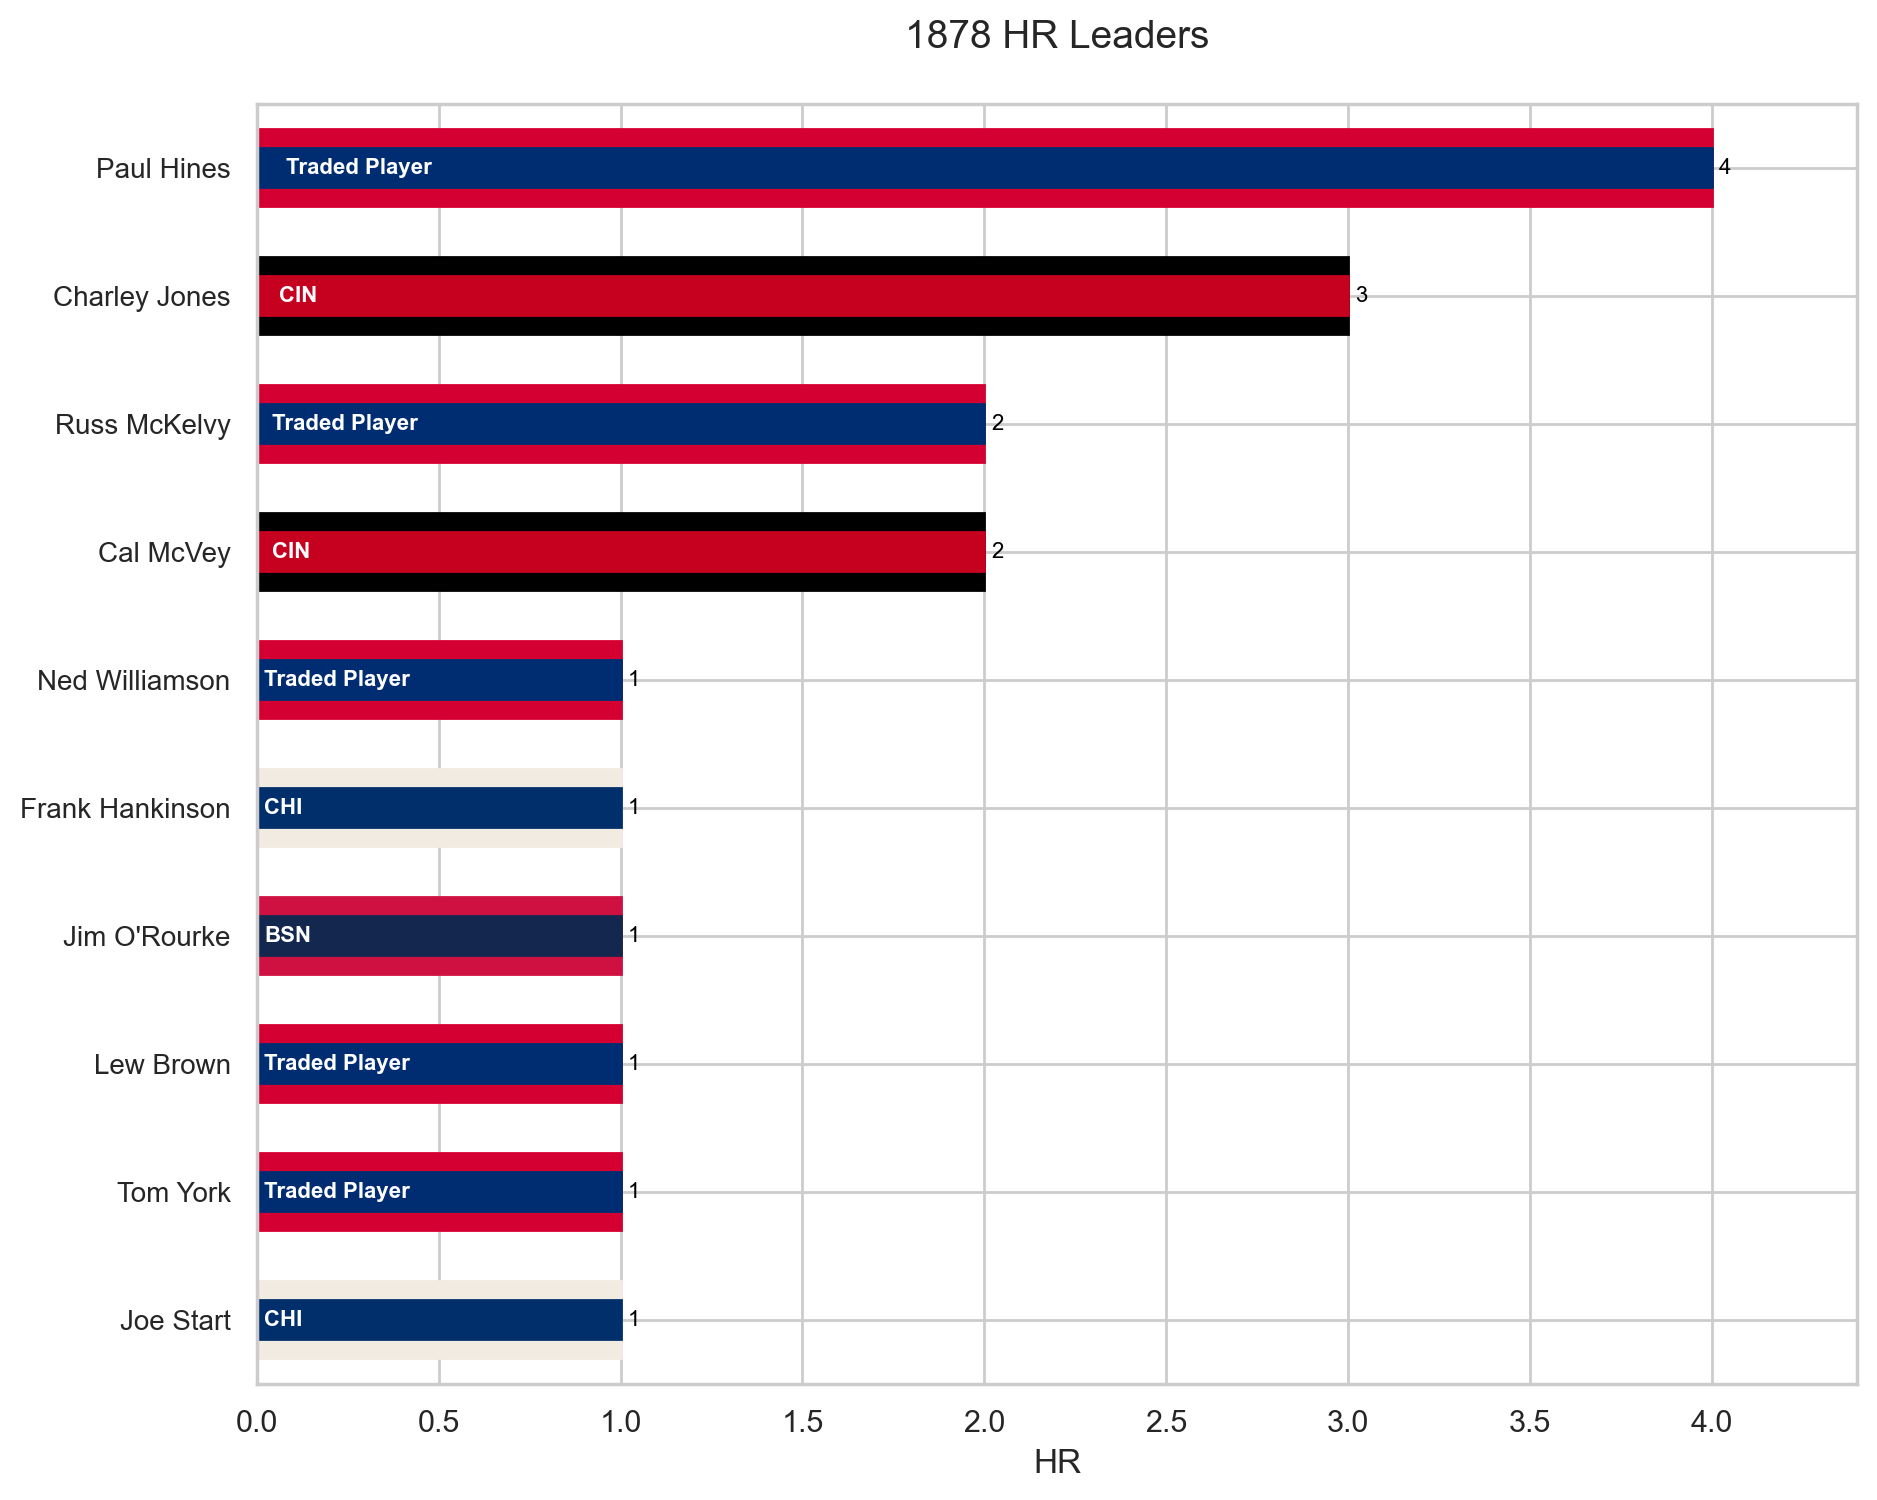 1878 HR Leaders
Paul Hines
Traded Player
4
Charley Jones
CIN
3
Russ McKelvy
Traded Player
2
Cal McVey
CIN
2
Ned Williamson
Traded Player
1
Frank Hankinson
CHI
1
Jim O'Rourke
BSN
1
Lew Brown
Traded Player
1
Tom York
Traded Player
1
Joe Start
CHI
1
0.0 0.5 1.0 1.5 2.0 2.5 3.0 3.5 4.0
HR